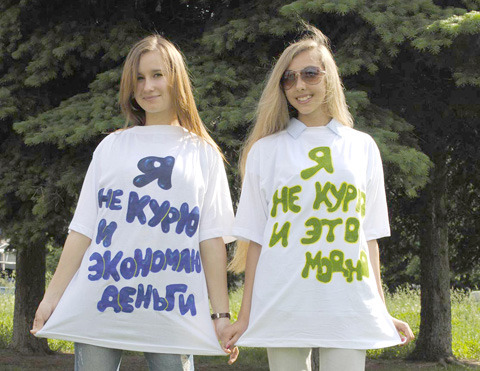 Я
НЕ КУРЮ
И
ЭКОНОМЛЮ
ДЕНЬГИ
Я
НЕ КУРЮ
И ЭТО
МОДНО